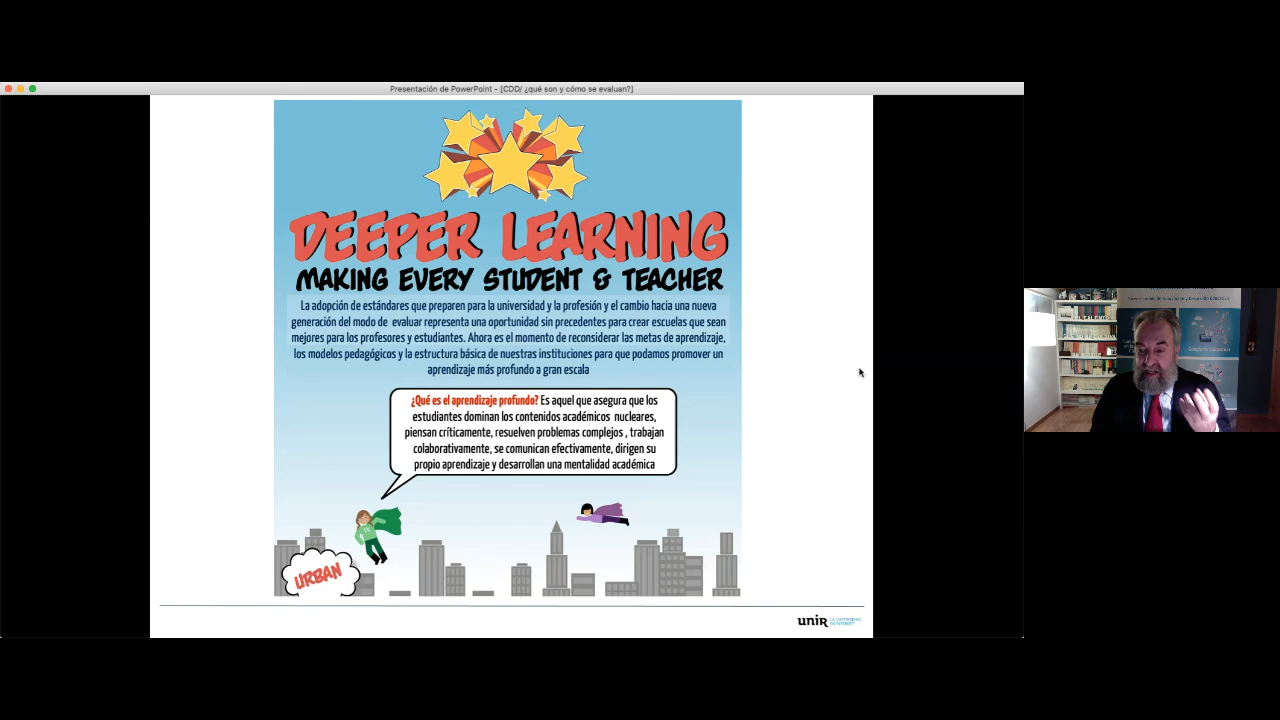 Presentación de PowerPoint - [CDD/ ¿qué son y cómo se evaluan?]
DEEPER LEARNING
MAKING EVERY STUDENT & TEACHER
La adopción de estándares que preparen para la universidad y la profesión y el cambio hacia una nueva
generación del modo de evaluar representa una oportunidad sin precedentes para crear escuelas que sean
mejores para los profesores y estudiantes. Ahora es el momento de reconsiderar las metas de aprendizaje,
los modelos pedagógicos y la estructura básica de nuestras instituciones para que podamos promover un
aprendizaje más profundo a gran escala
¿Qué es el aprendizaje profundo? Es aquel que asegura que los
estudiantes dominan los contenidos académicos nucleares,
piensan críticamente, resuelven problemas complejos , trabajan
colaborativamente, se comunican efectivamente, dirigen su
propio aprendizaje y desarrollan una mentalidad académica
URBAN
unir LA UNIVERSIDAD
EN INTERNET